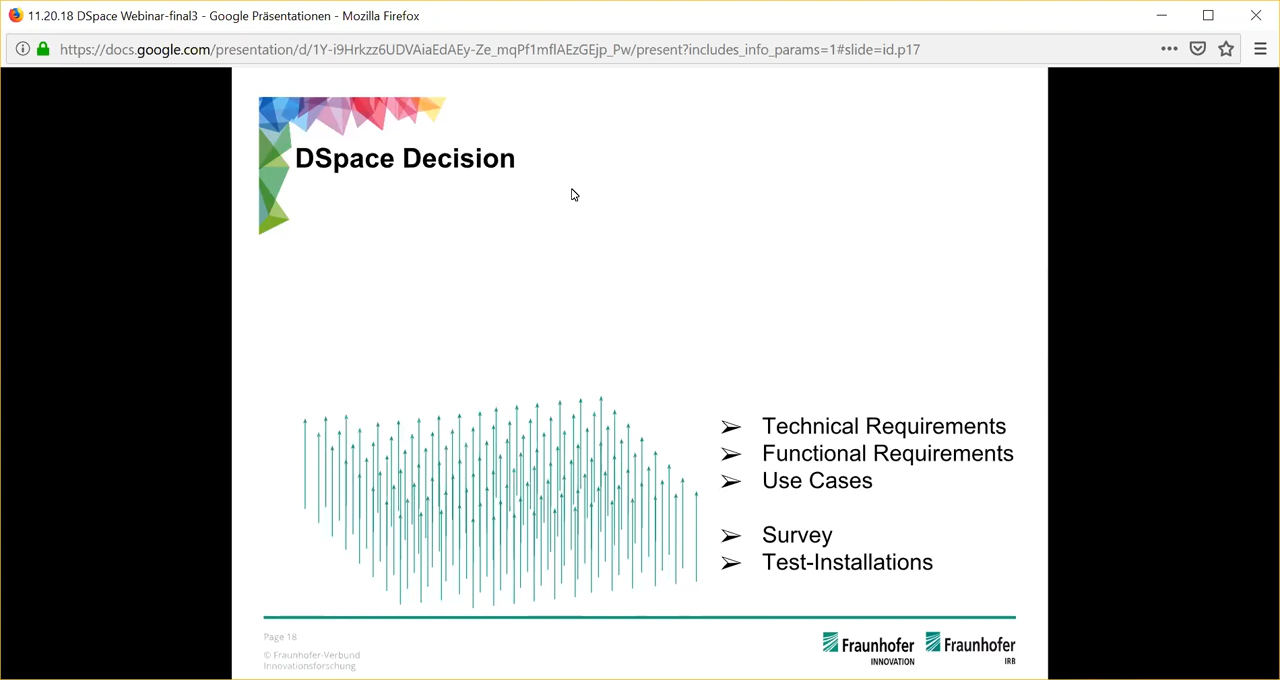 11.20.18 DSpace Webinar-final3 - Google Präsentationen - Mozilla Firefox
https://docs.google.com/presentation/d/1Y-i9Hrkzz6UDVAiaEdAEy-Ze_mqPf1mflAEzGEjp_Pw/present?includes_info_params=1#slide=id.p17
DSpace Decision
➢ Technical Requirements
➢ Functional Requirements
➢ Use Cases
➢ Survey
➢ Test-Installations
Page 18
© Fraunhofer-Verbund
Innovationsforschung
Fraunhofer
INNOVATION
Fraunhofer
IRB